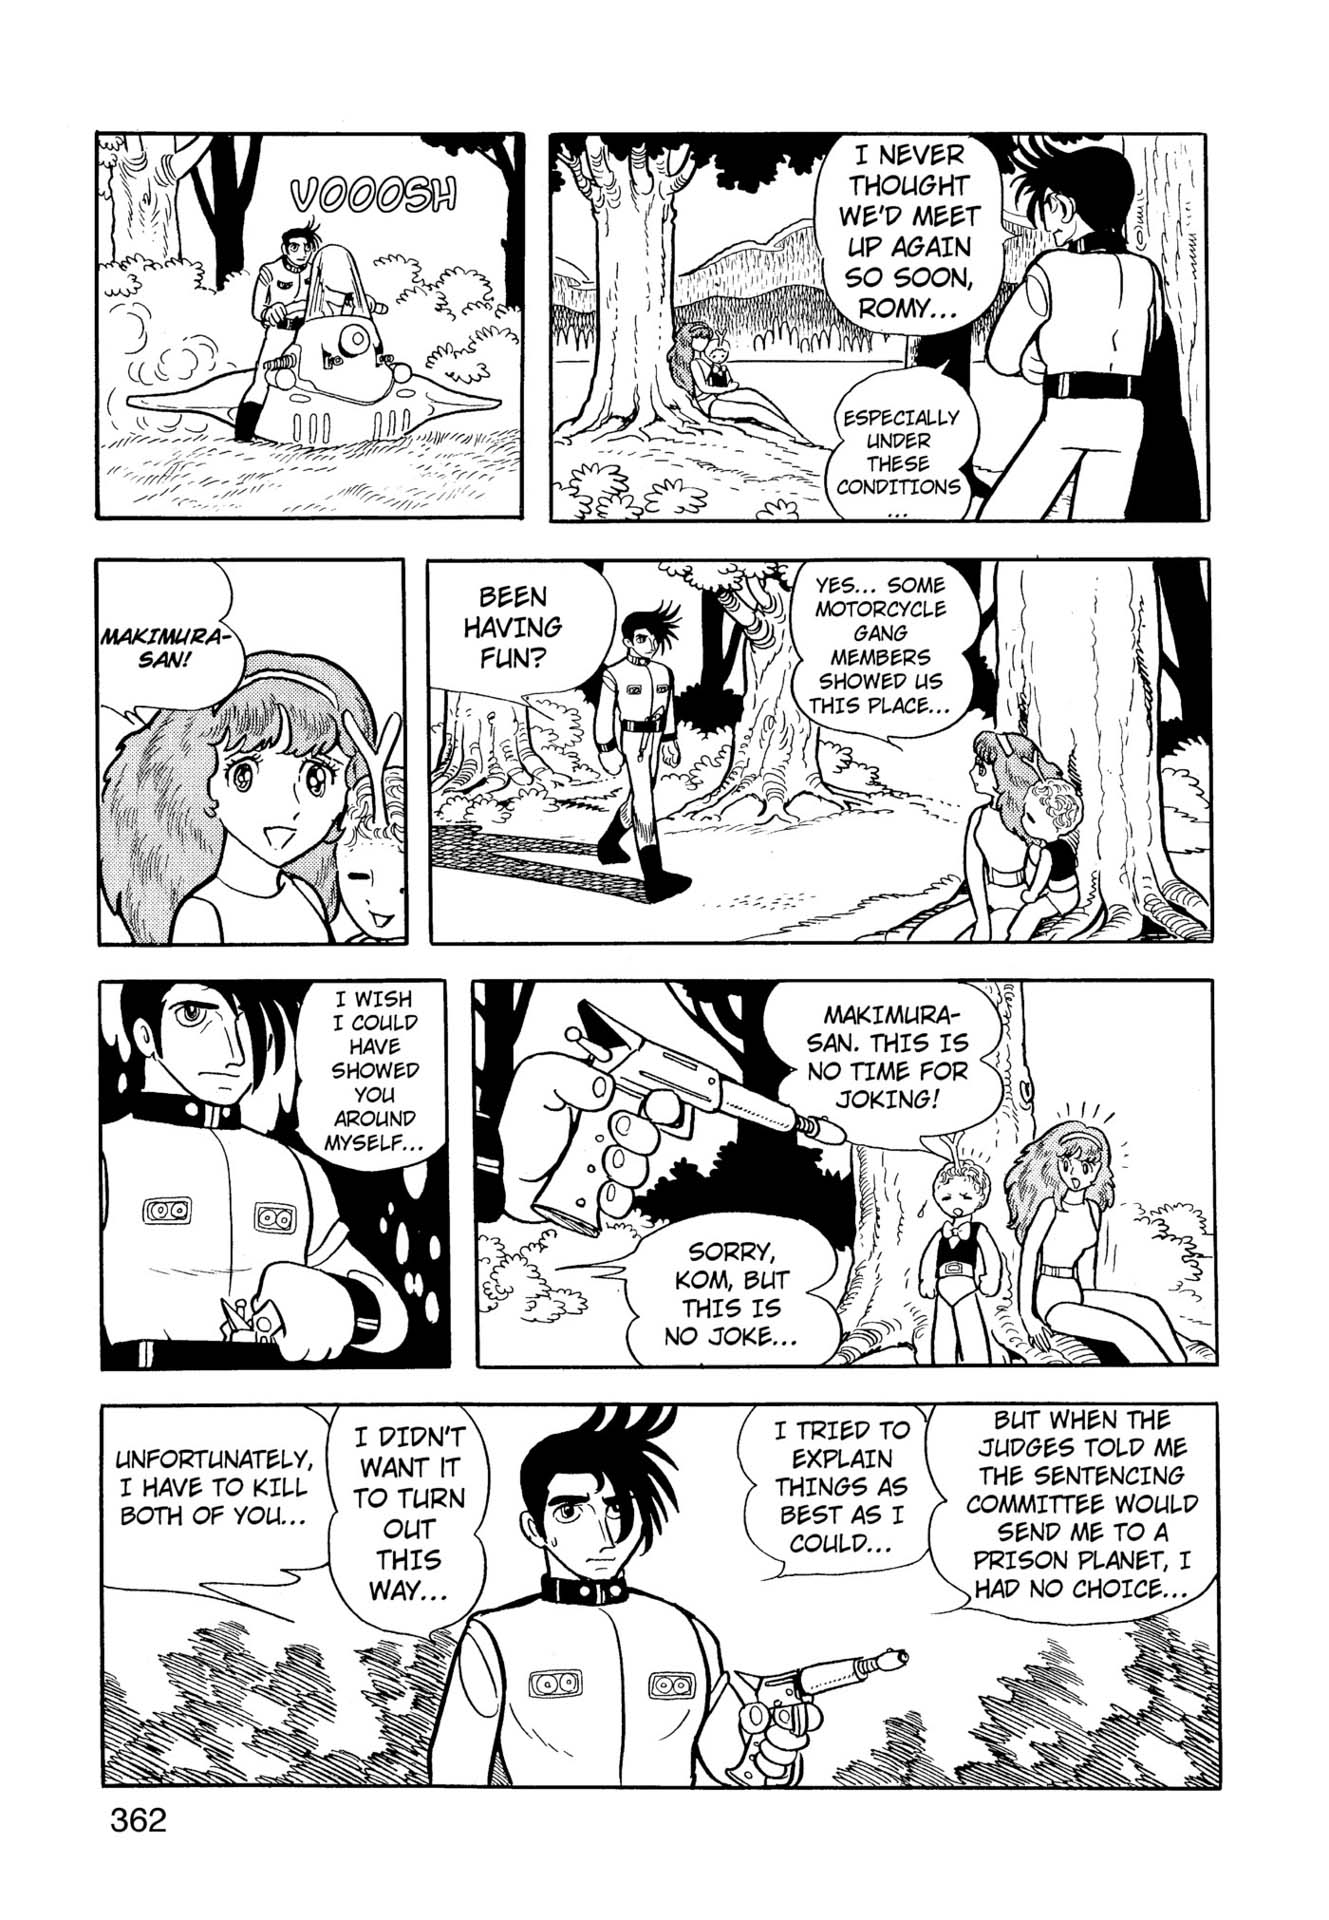 VOOOSH
I NEVER
THOUGHT
WE'D MEET
UP AGAIN
SO SOON,
ROMY...
ESPECIALLY
UNDER
THESE
CONDITIONS
...
MAKIMURA-
SAN!
BEEN
HAVING
FUN?
YES... SOME
MOTORCYCLE
GANG
MEMBERS
SHOWED US
THIS PLACE...
I WISH
I COULD
HAVE
SHOWED
YOU
AROUND
MYSELF...
MAKIMURA-
SAN. THIS IS
NO TIME FOR
JOKING!
SORRY,
KOM, BUT
THIS IS
NO JOKE...
UNFORTUNATELY,
I HAVE TO KILL
BOTH OF YOU...
I DIDN'T
WANT IT
TO TURN
OUT
THIS
WAY...
I TRIED TO
EXPLAIN
THINGS AS
BEST AS I
COULD...
BUT WHEN THE
JUDGES TOLD ME
THE SENTENCING
COMMITTEE WOULD
SEND ME TO A
PRISON PLANET, I
HAD NO CHOICE...
362